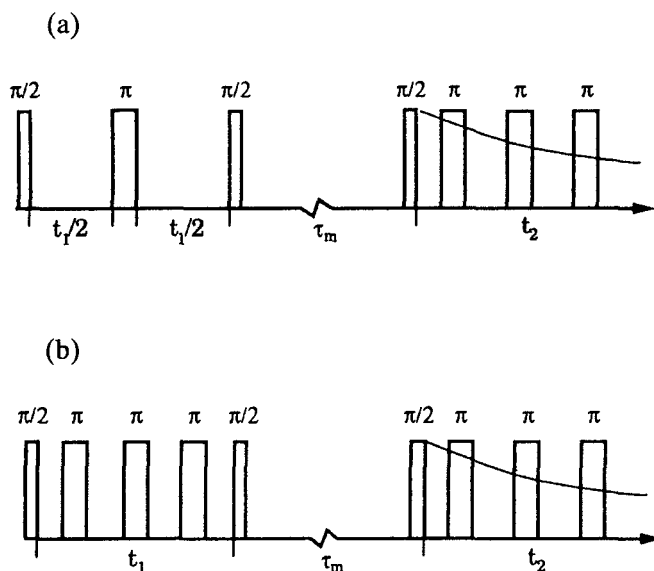 (a)
π/2 π π/2 π/2 π π π
t₁/2 t₁/2 τₘ t₂
(b)
π/2 π π π π/2 π/2 π π π
t₁ τₘ t₂